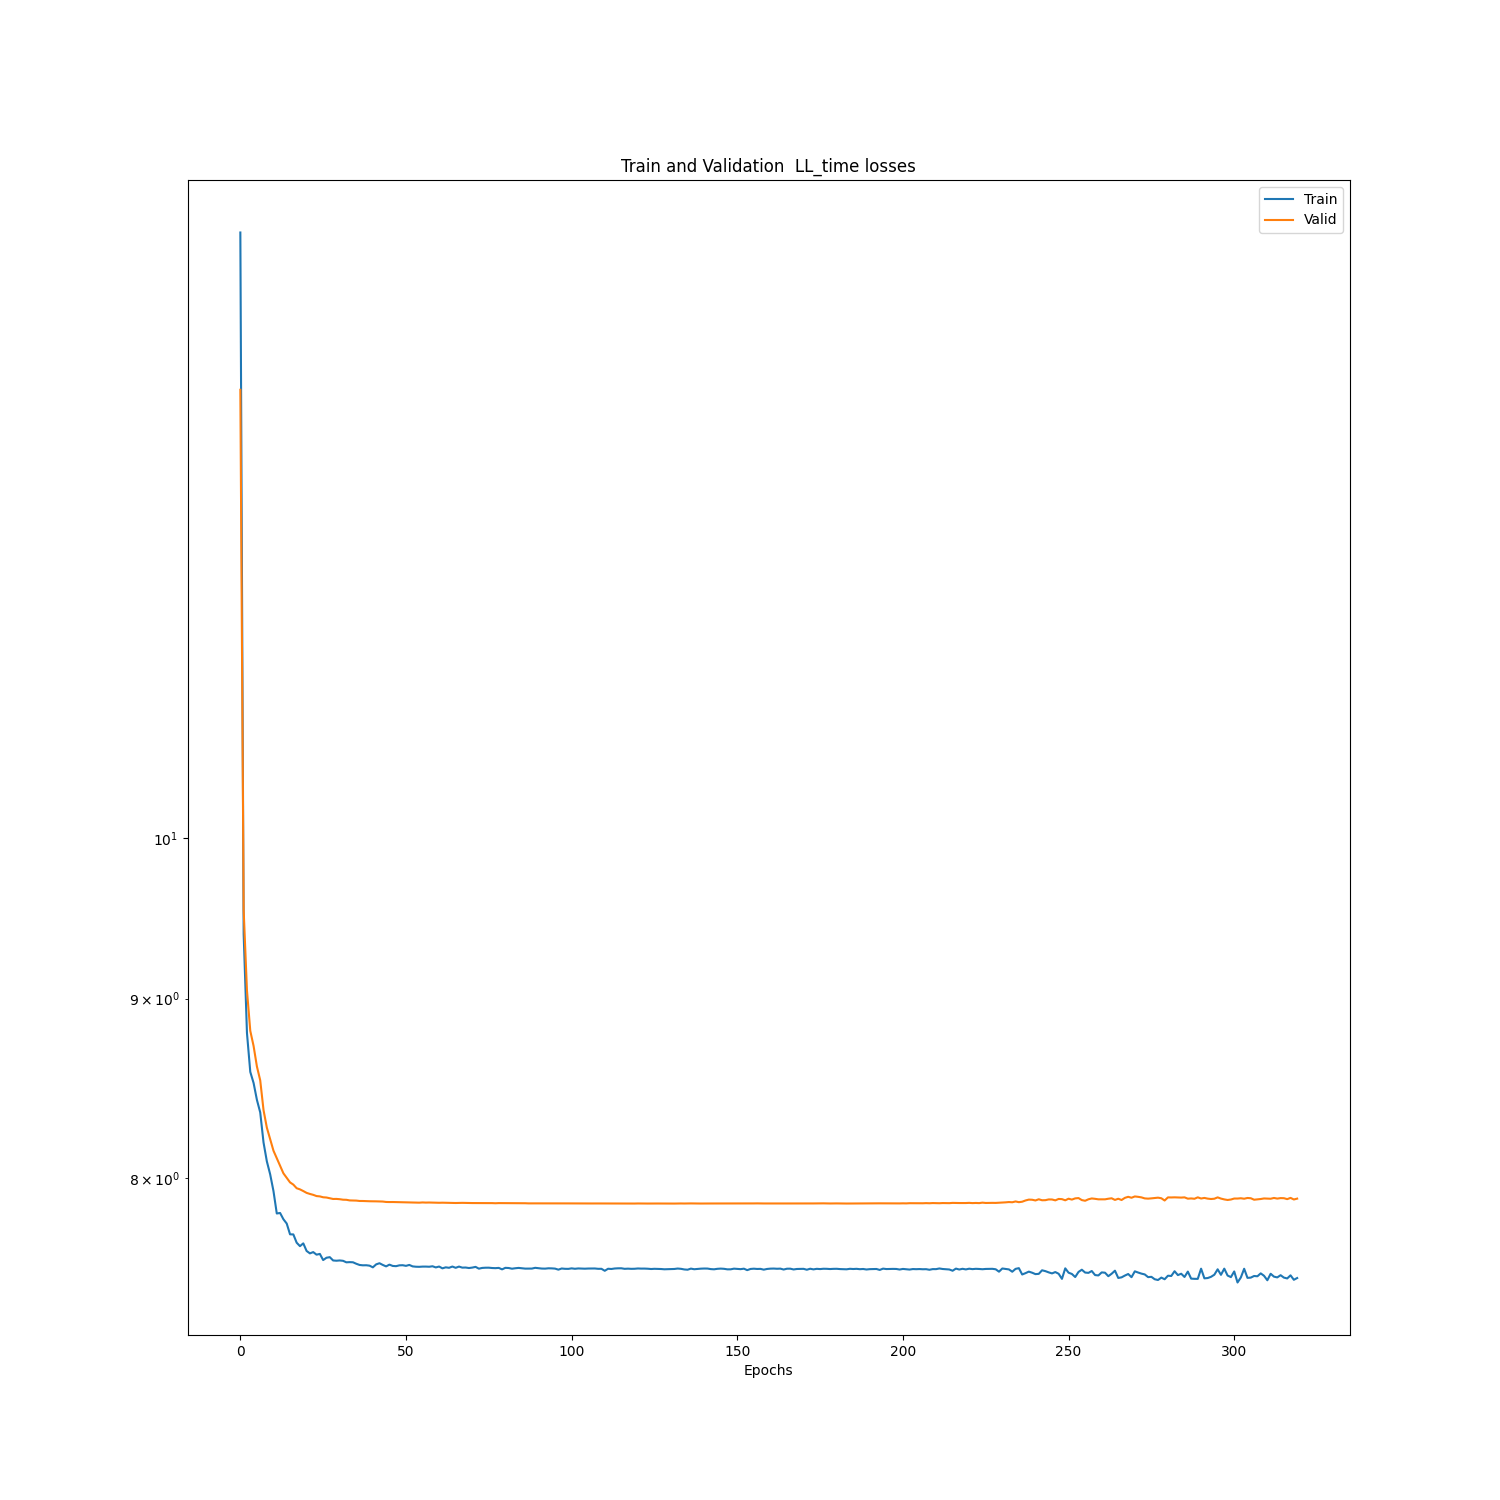 Train and Validation  LL_time losses
Train
Valid
10¹
9 × 10⁰
8 × 10⁰
0 50 100 150 200 250 300
Epochs